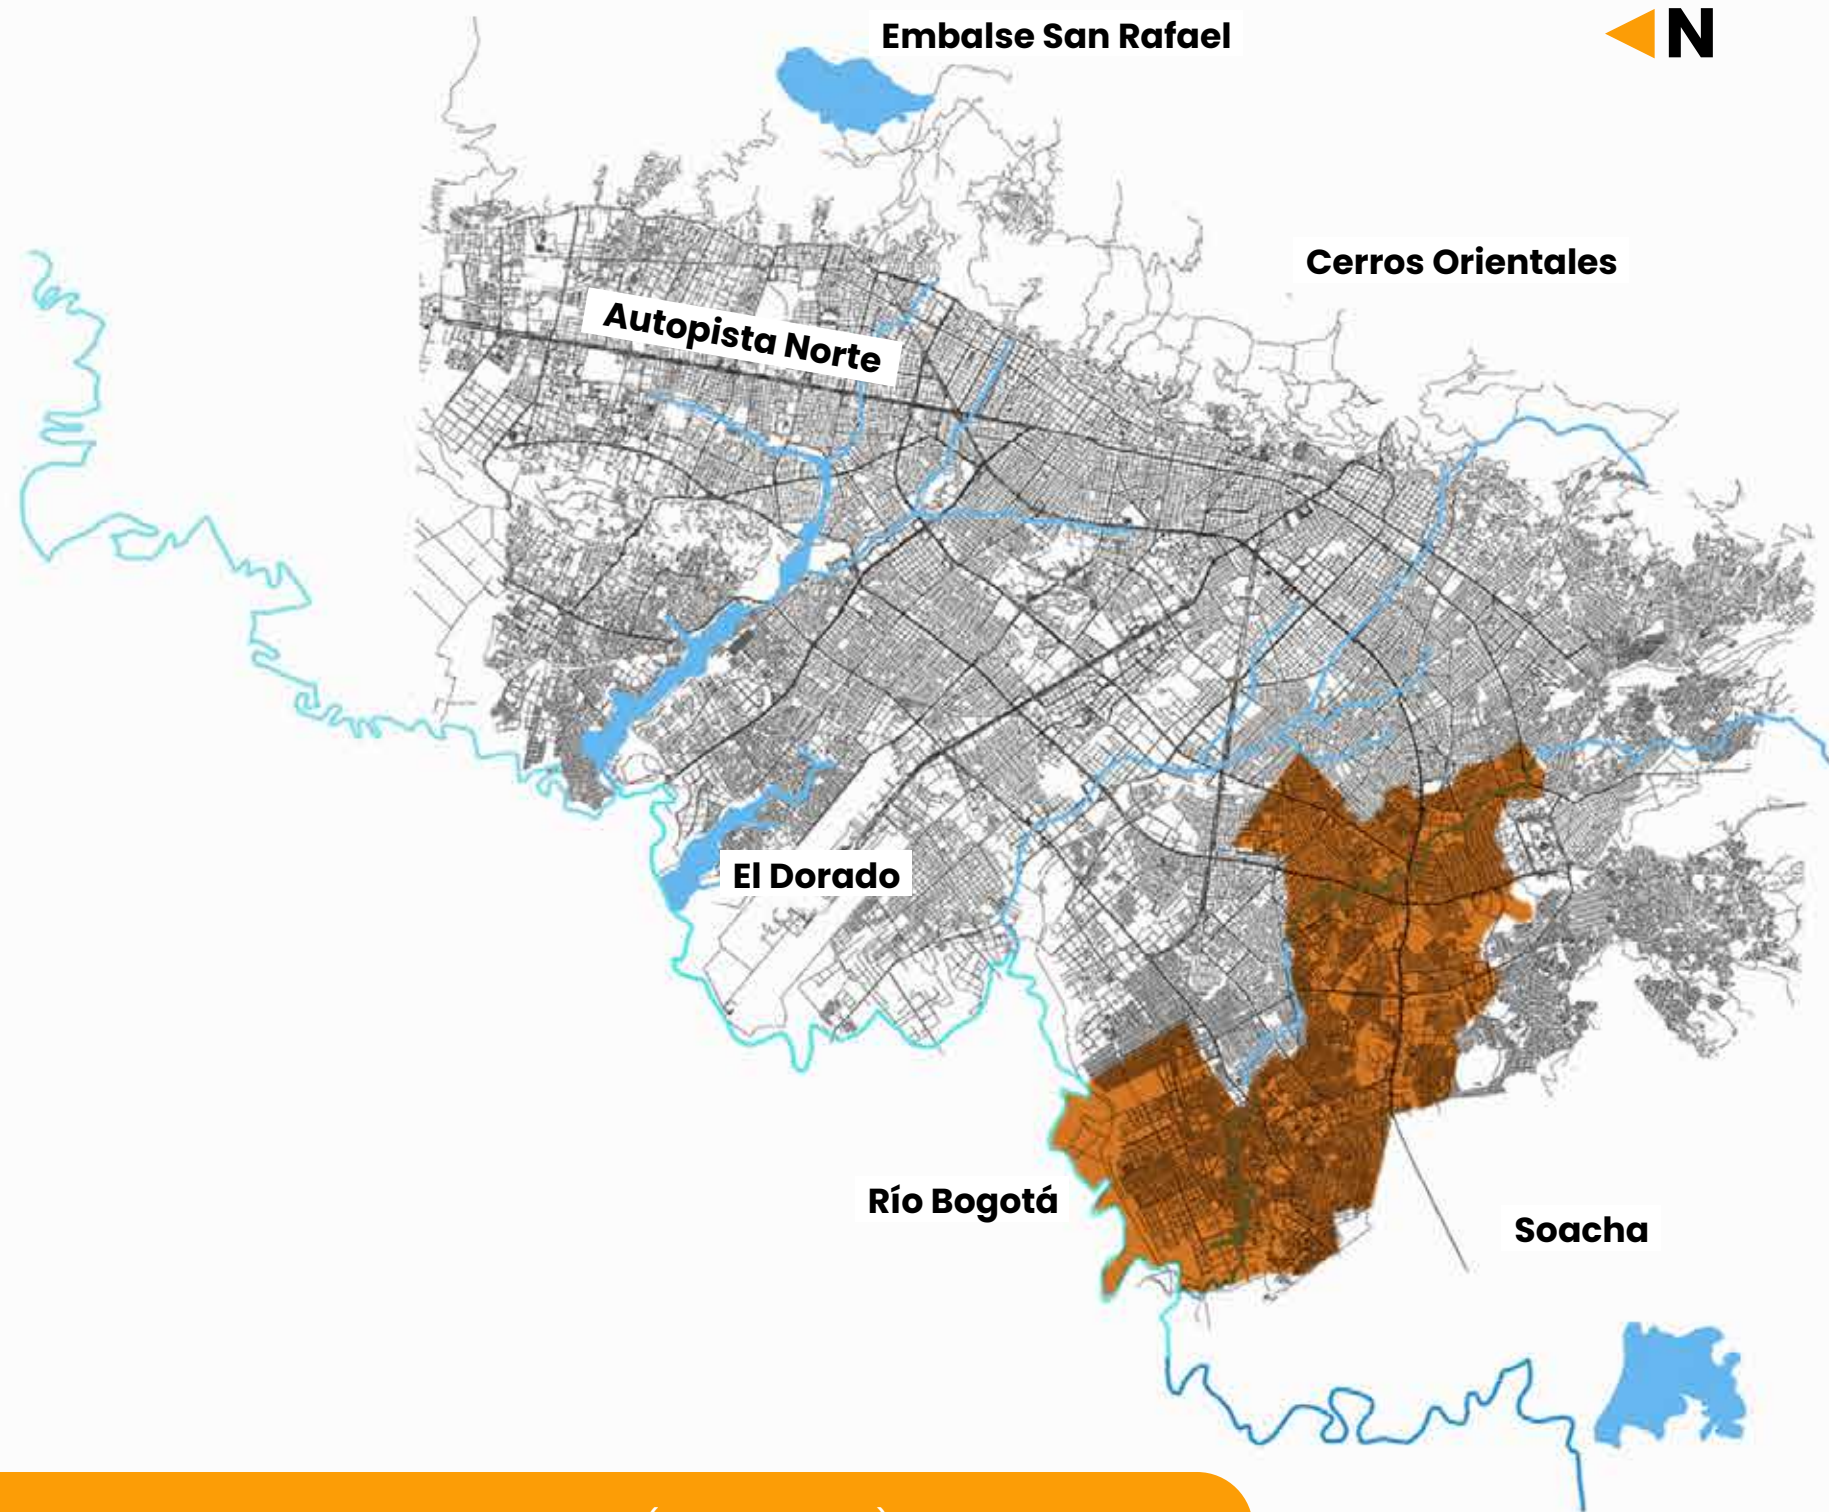 Embalse San Rafael
N
Cerros Orientales
Autopista Norte
El Dorado
Río Bogotá
Soacha